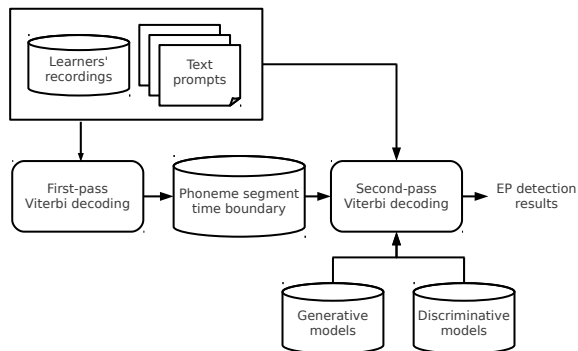 Learners'
recordings
Text
prompts
First-pass
Viterbi decoding
Phoneme segment
time boundary
Second-pass
Viterbi decoding
EP detection
results
Generative
models
Discriminative
models